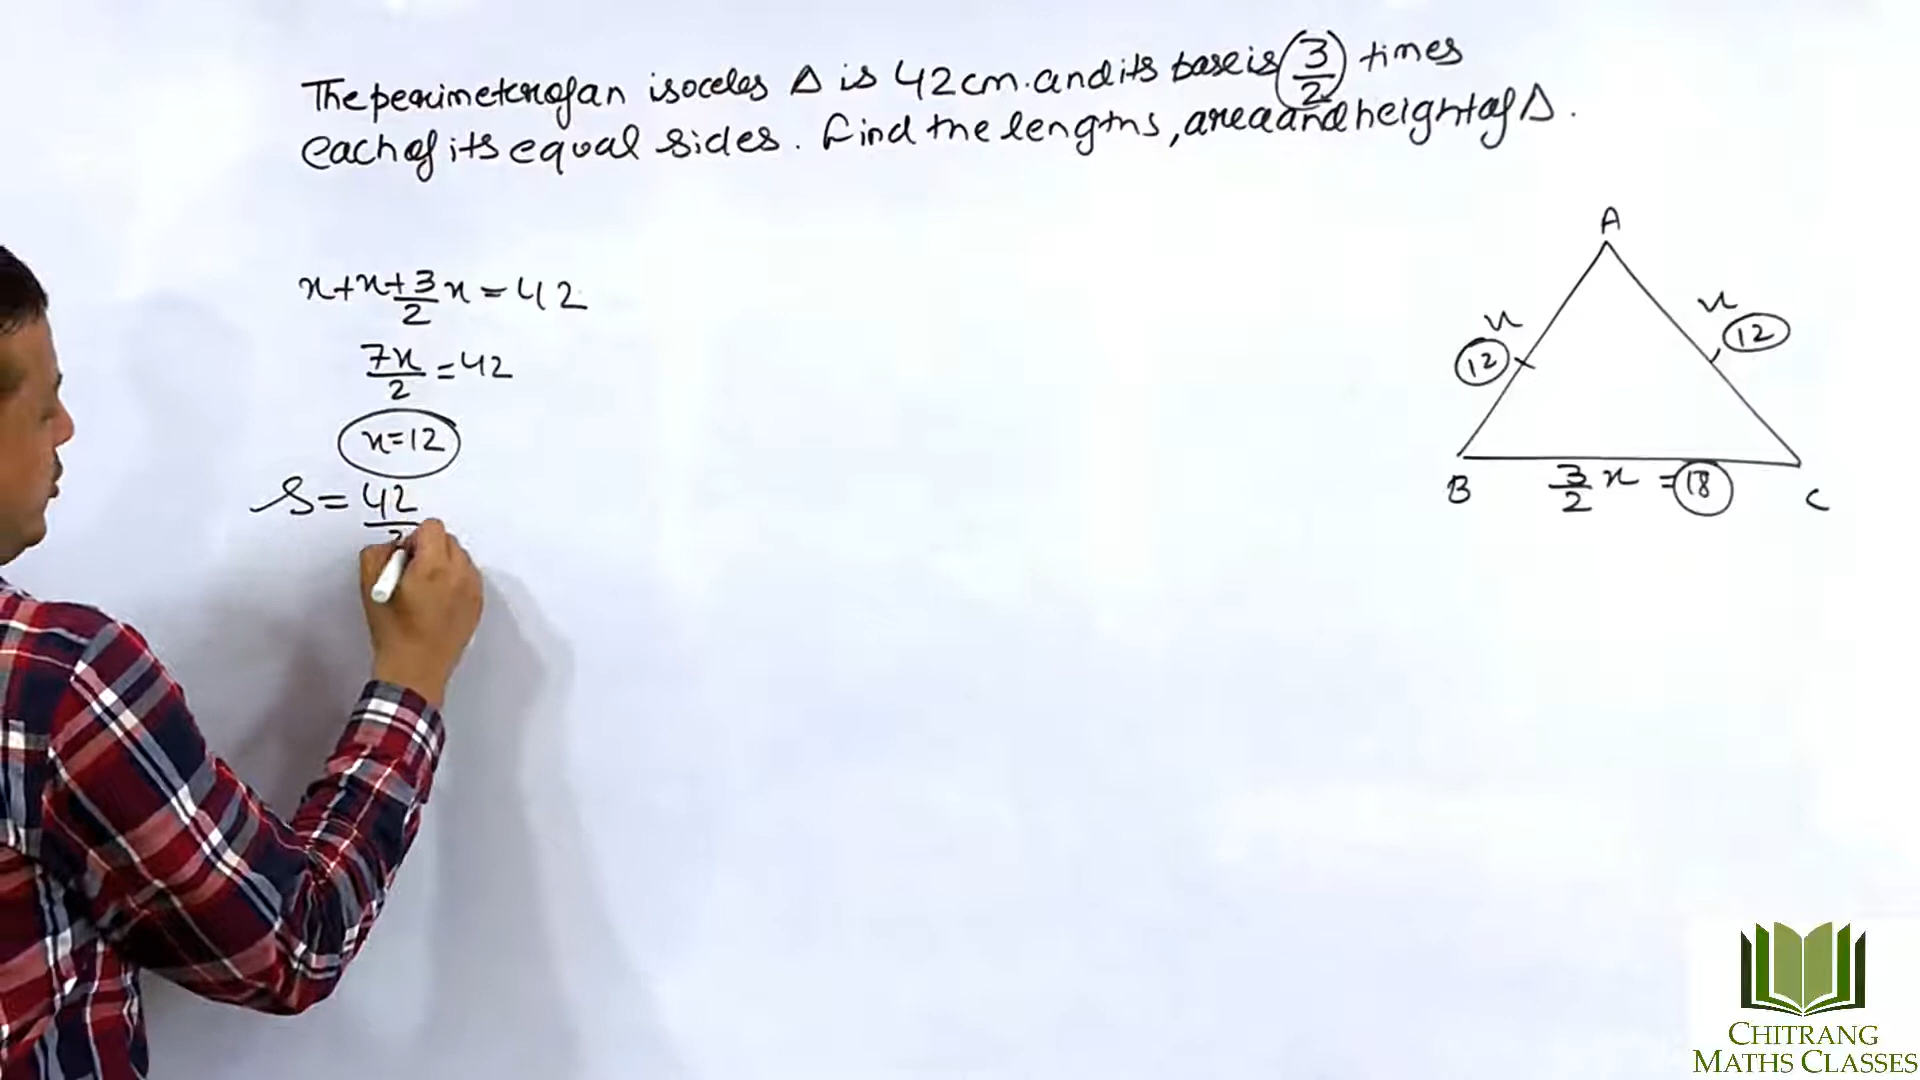 The perimeter of an isoceles Δ is 42cm. and its base is 3/2 times
each of its equal sides. Find the lengths, area and height of Δ.
x+x+3/2 x=42
7x/2=42
x=12
S=42/2
A
x
12
x
12
B
3/2 x =18
C
CHITRANG
MATHS CLASSES